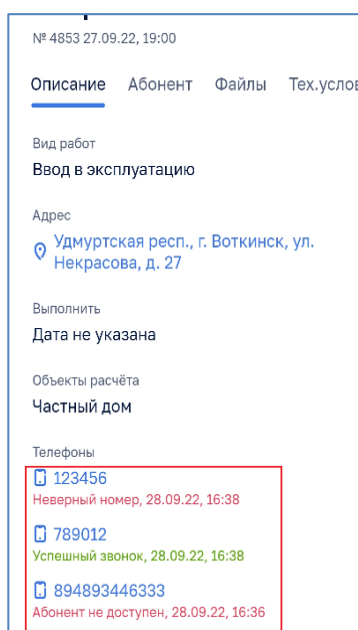 № 4853 27.09.22, 19:00
Описание Абонент Файлы Тех.услов
Вид работ
Ввод в эксплуатацию
Адрес
Удмуртская респ., г. Воткинск, ул.
Некрасова, д. 27
Выполнить
Дата не указана
Объекты расчёта
Частный дом
Телефоны
123456
Неверный номер, 28.09.22, 16:38
789012
Успешный звонок, 28.09.22, 16:38
894893446333
Абонент не доступен, 28.09.22, 16:36